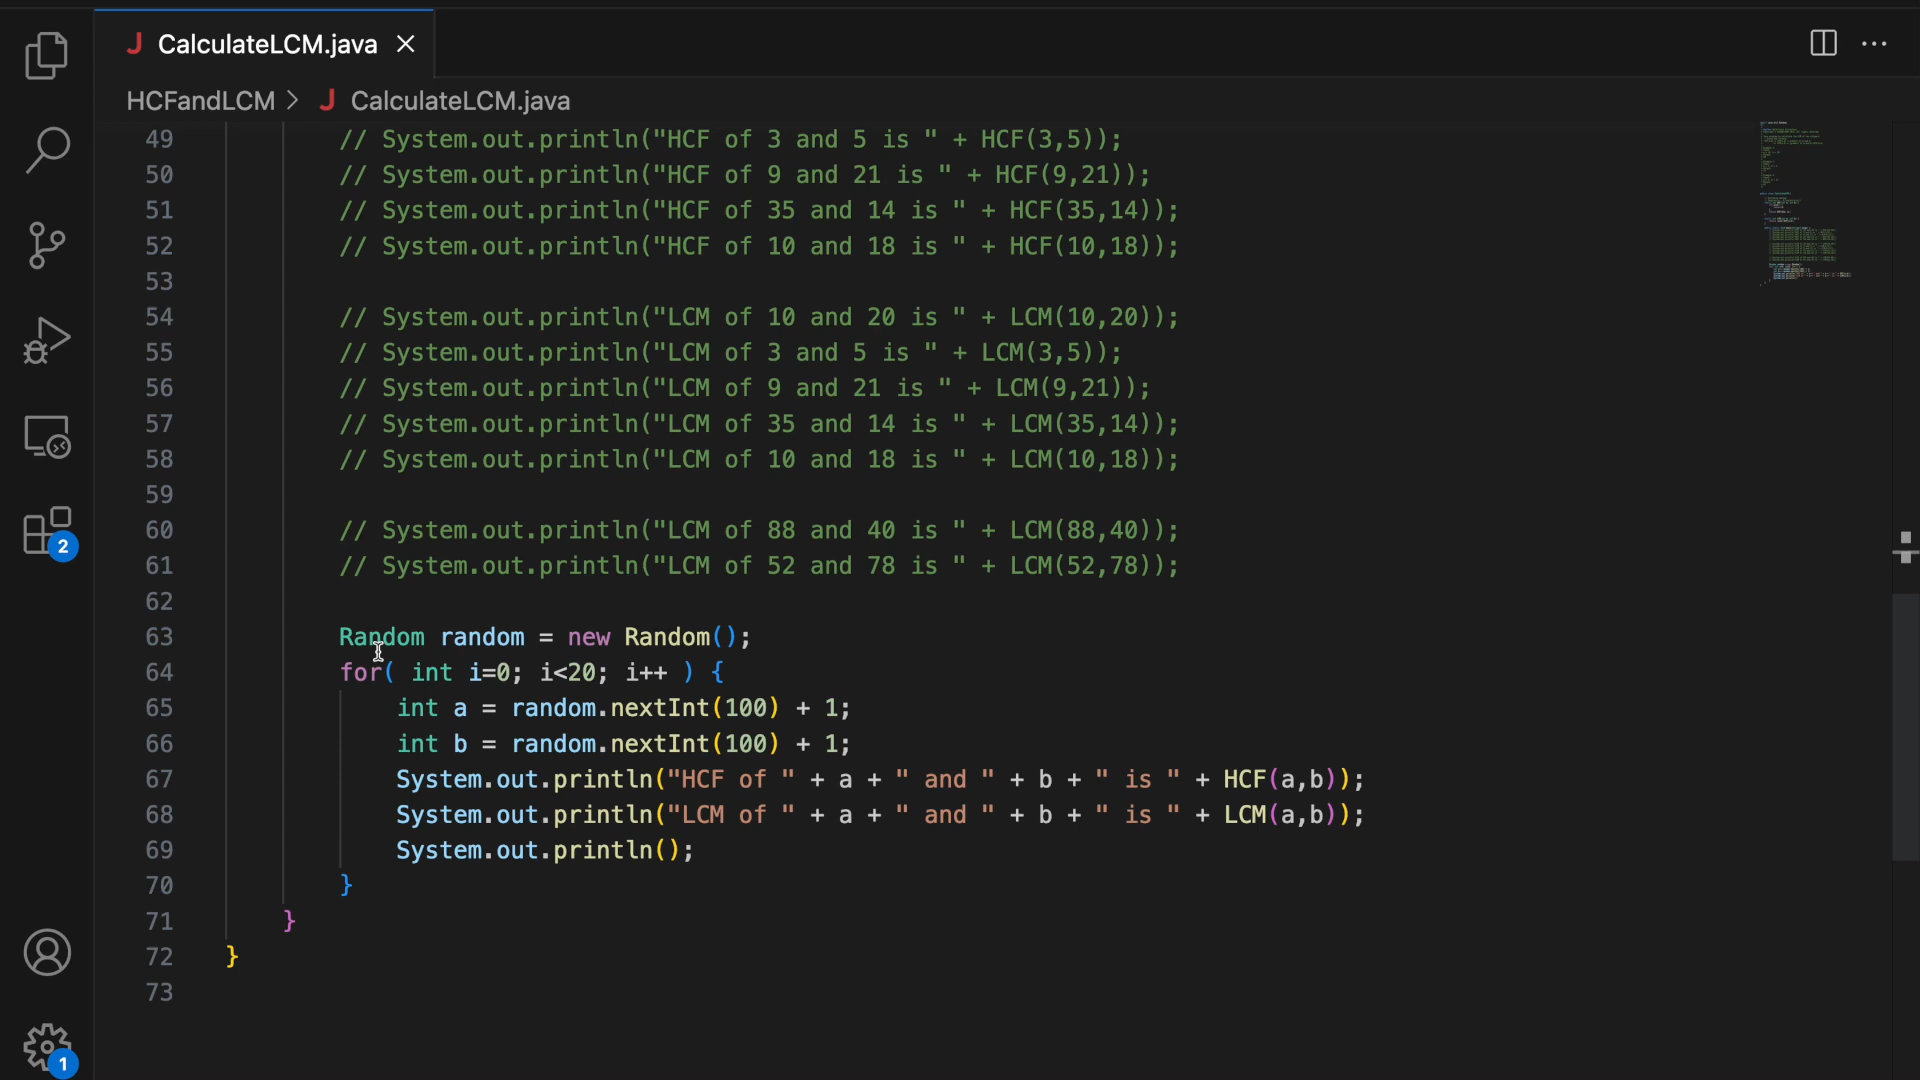 J CalculateLCM.java
HCFandLCM > J CalculateLCM.java
49 // System.out.println("HCF of 3 and 5 is " + HCF(3,5));
50 // System.out.println("HCF of 9 and 21 is " + HCF(9,21));
51 // System.out.println("HCF of 35 and 14 is " + HCF(35,14));
52 // System.out.println("HCF of 10 and 18 is " + HCF(10,18));
53
54 // System.out.println("LCM of 10 and 20 is " + LCM(10,20));
55 // System.out.println("LCM of 3 and 5 is " + LCM(3,5));
56 // System.out.println("LCM of 9 and 21 is " + LCM(9,21));
57 // System.out.println("LCM of 35 and 14 is " + LCM(35,14));
58 // System.out.println("LCM of 10 and 18 is " + LCM(10,18));
59
60 // System.out.println("LCM of 88 and 40 is " + LCM(88,40));
61 // System.out.println("LCM of 52 and 78 is " + LCM(52,78));
62
63 Random random = new Random();
64 for( int i=0; i<20; i++ ) {
65 int a = random.nextInt(100) + 1;
66 int b = random.nextInt(100) + 1;
67 System.out.println("HCF of " + a + " and " + b + " is " + HCF(a,b));
68 System.out.println("LCM of " + a + " and " + b + " is " + LCM(a,b));
69 System.out.println();
70 }
71 }
72 }
73
2
1